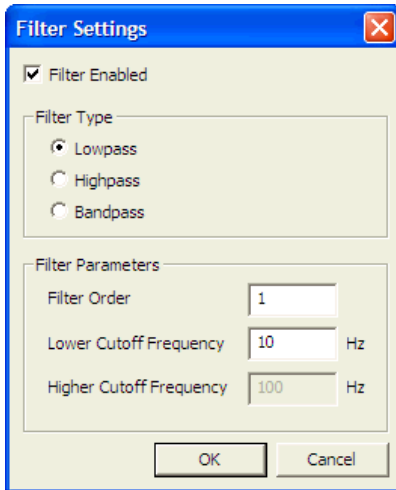 Filter Settings
Filter Enabled
Filter Type
Lowpass
Highpass
Bandpass
Filter Parameters
Filter Order 1
Lower Cutoff Frequency 10 Hz
Higher Cutoff Frequency 100 Hz
OK Cancel